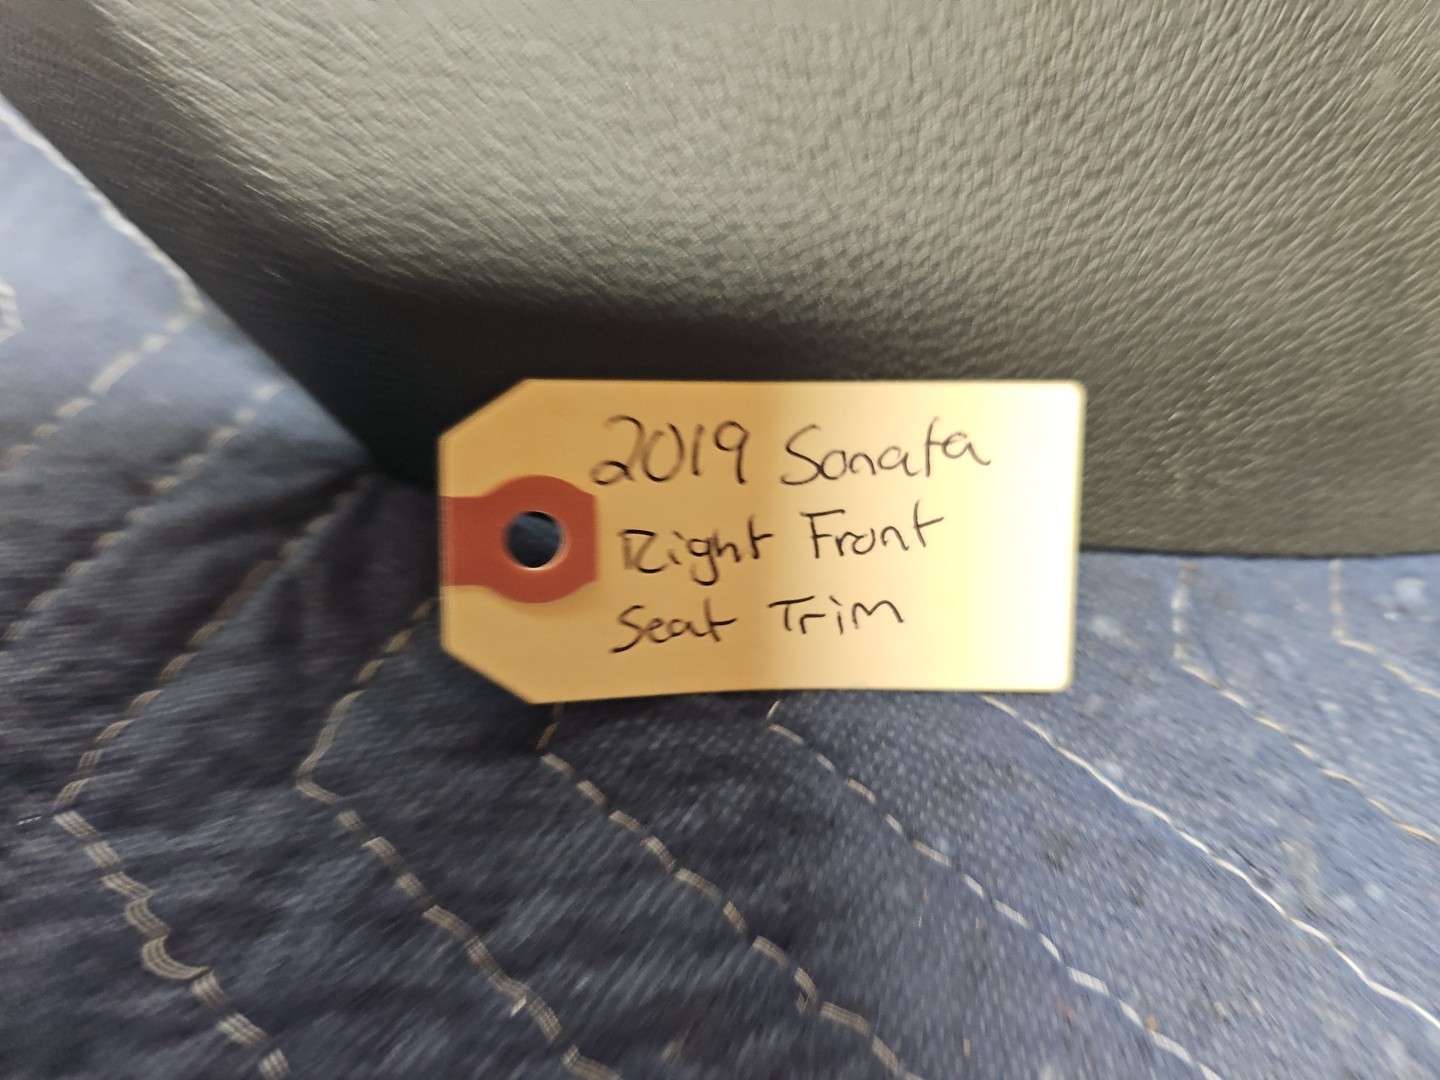 2019 Sonata
Right Front
Seat Trim